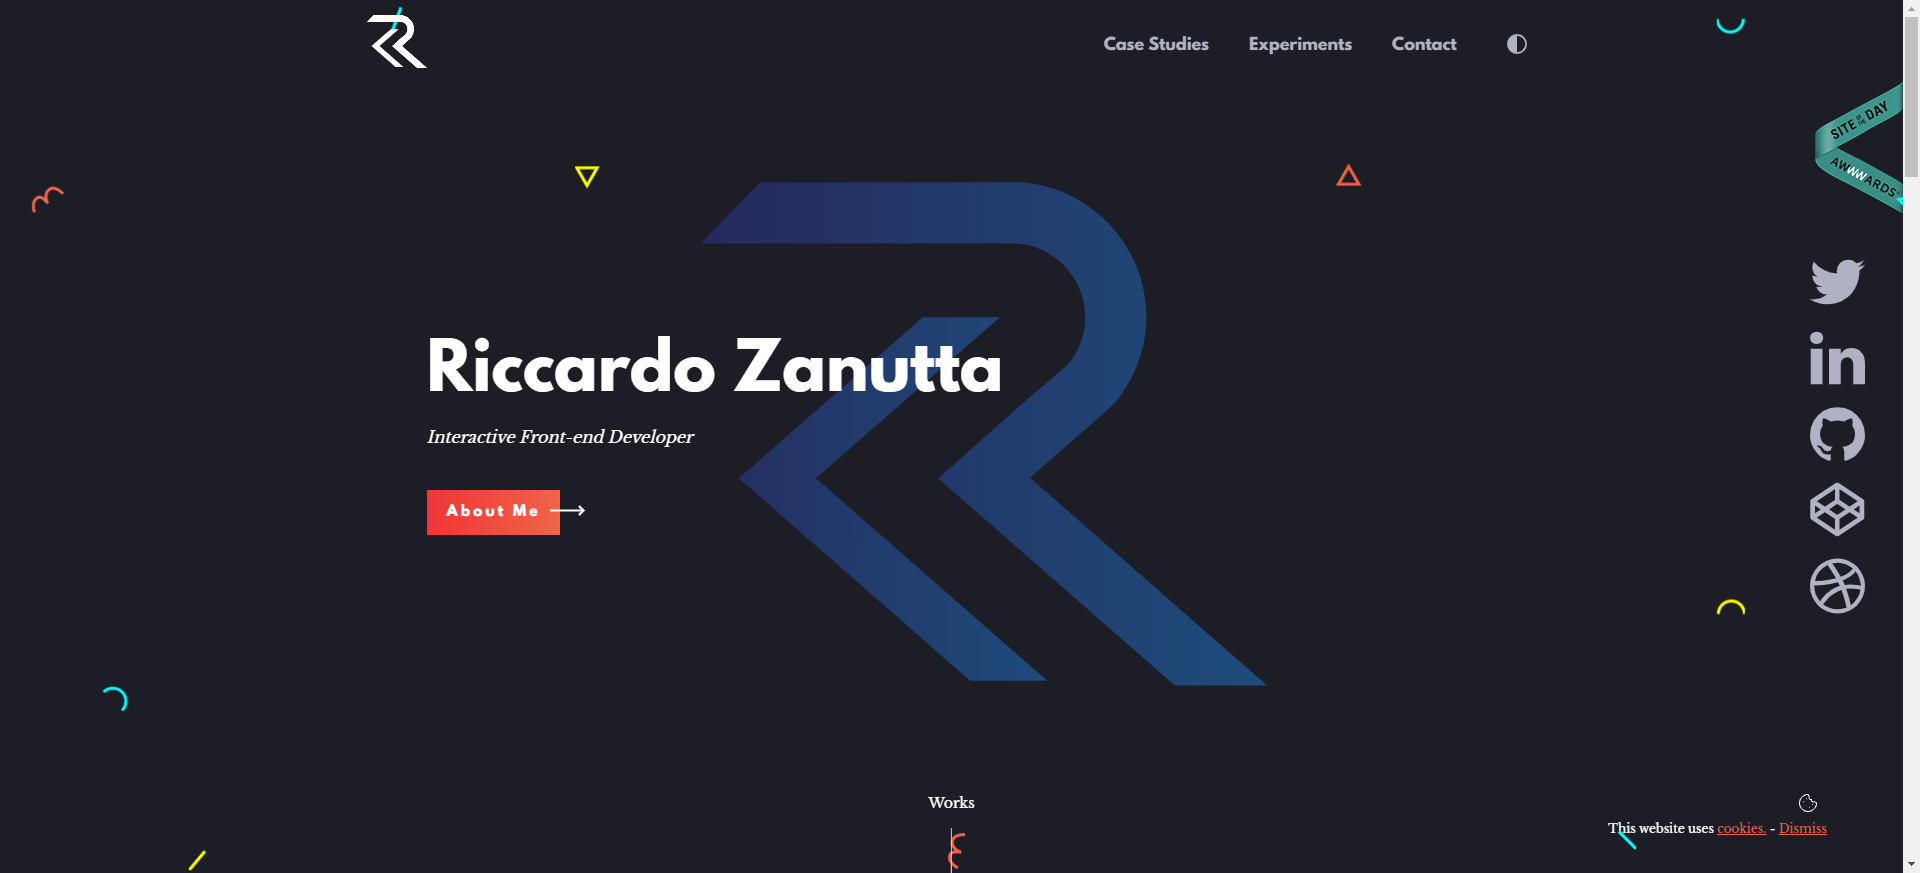 Case Studies
Experiments
Contact
SITE OF THE DAY
AWWWARDS
Riccardo Zanutta
Interactive Front-end Developer
About Me
Works
This website uses cookies. - Dismiss